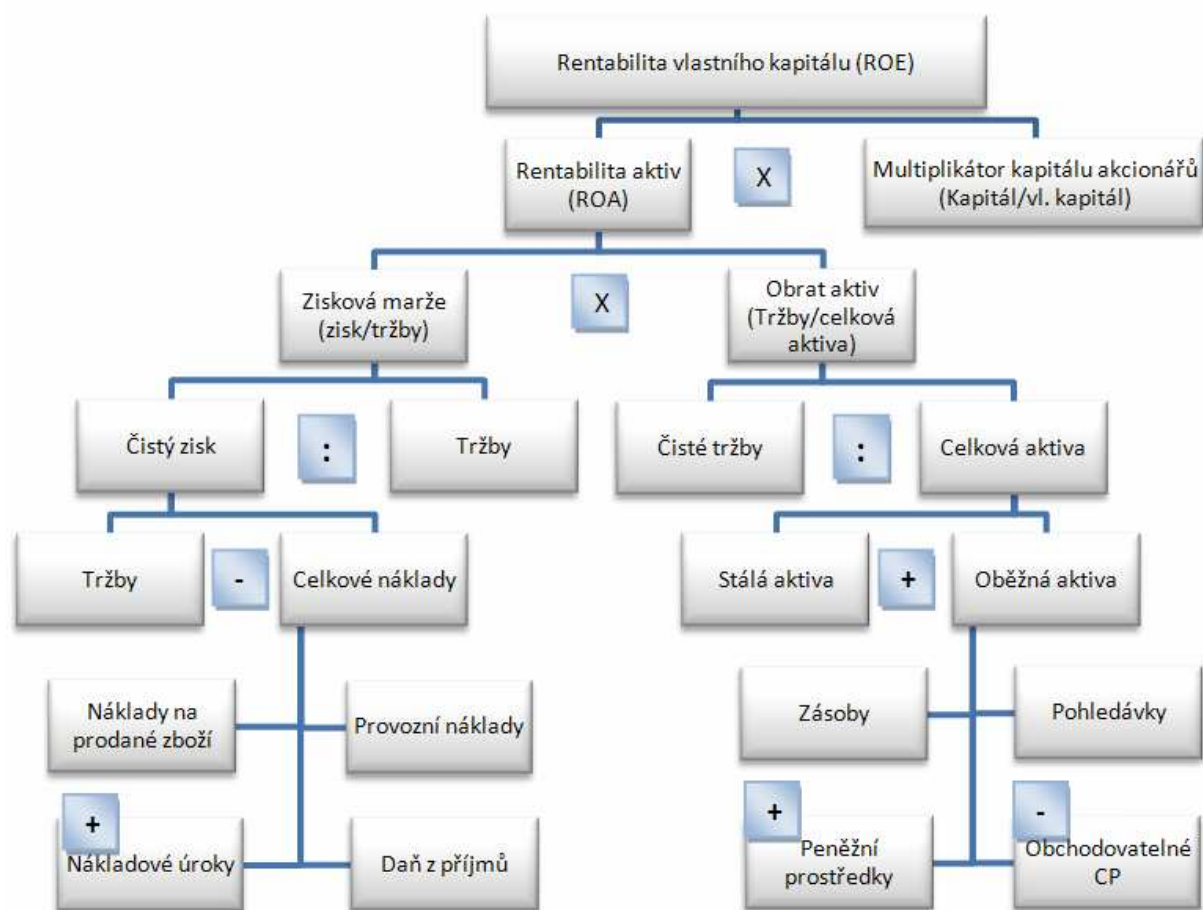 Rentabilita vlastního kapitálu (ROE)
Rentabilita aktiv
(ROA)
X
Multiplikátor kapitálu akcionářů
(Kapitál/vl. kapitál)
Zisková marže
(zisk/tržby)
X
Obrat aktiv
(Tržby/celková
aktiva)
Čistý zisk
:
Tržby
Čisté tržby
:
Celková aktiva
Tržby
-
Celkové náklady
Stálá aktiva
+
Oběžná aktiva
Náklady na
prodané zboží
Provozní náklady
Zásoby
Pohledávky
+
Nákladové úroky
Daň z příjmů
+
Peněžní
prostředky
-
Obchodovatelné
CP